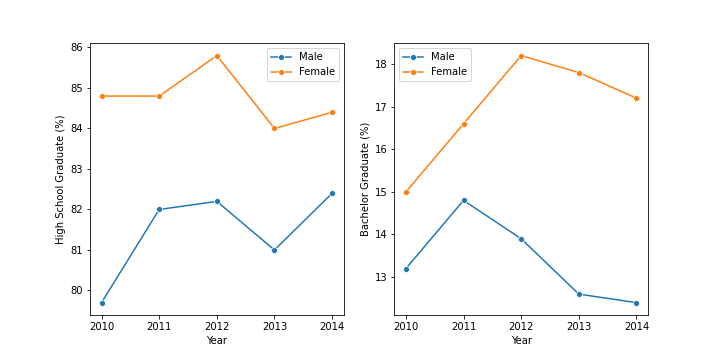 High School Graduate (%)
86
85
84
83
82
81
80
2010 2011 2012 2013 2014
Year
Male
Female
Bachelor Graduate (%)
18
17
16
15
14
13
2010 2011 2012 2013 2014
Year
Male
Female